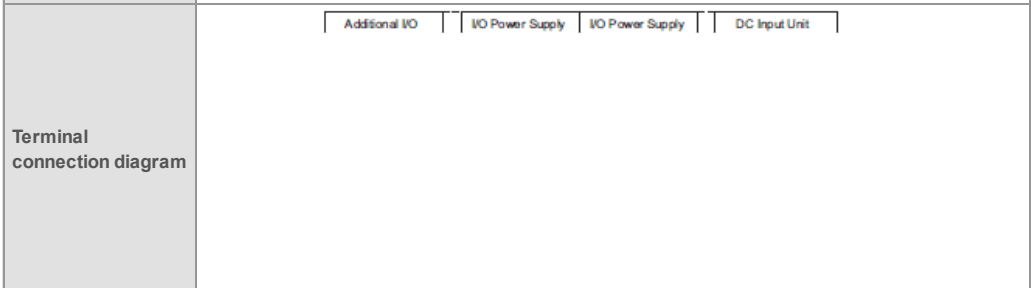 Additional I/O I/O Power Supply I/O Power Supply DC Input Unit
Terminal
connection diagram